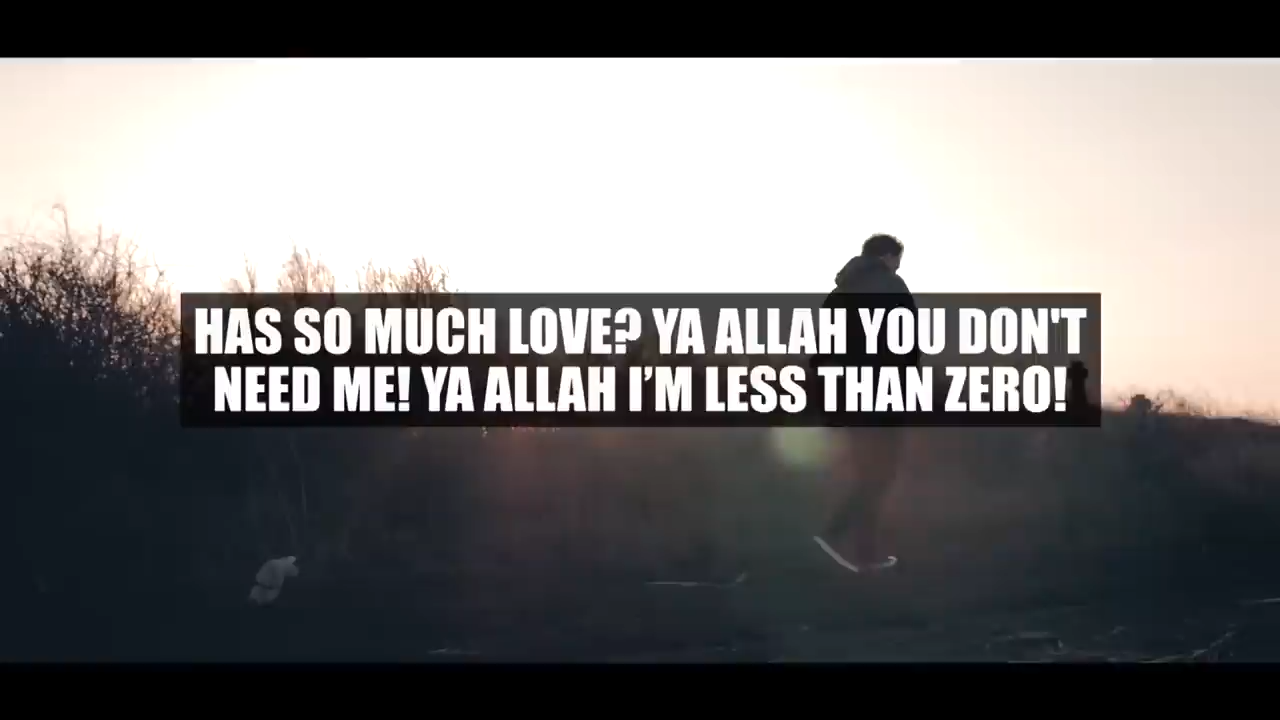 HAS SO MUCH LOVE? YA ALLAH YOU DON'T
NEED ME! YA ALLAH I’M LESS THAN ZERO!